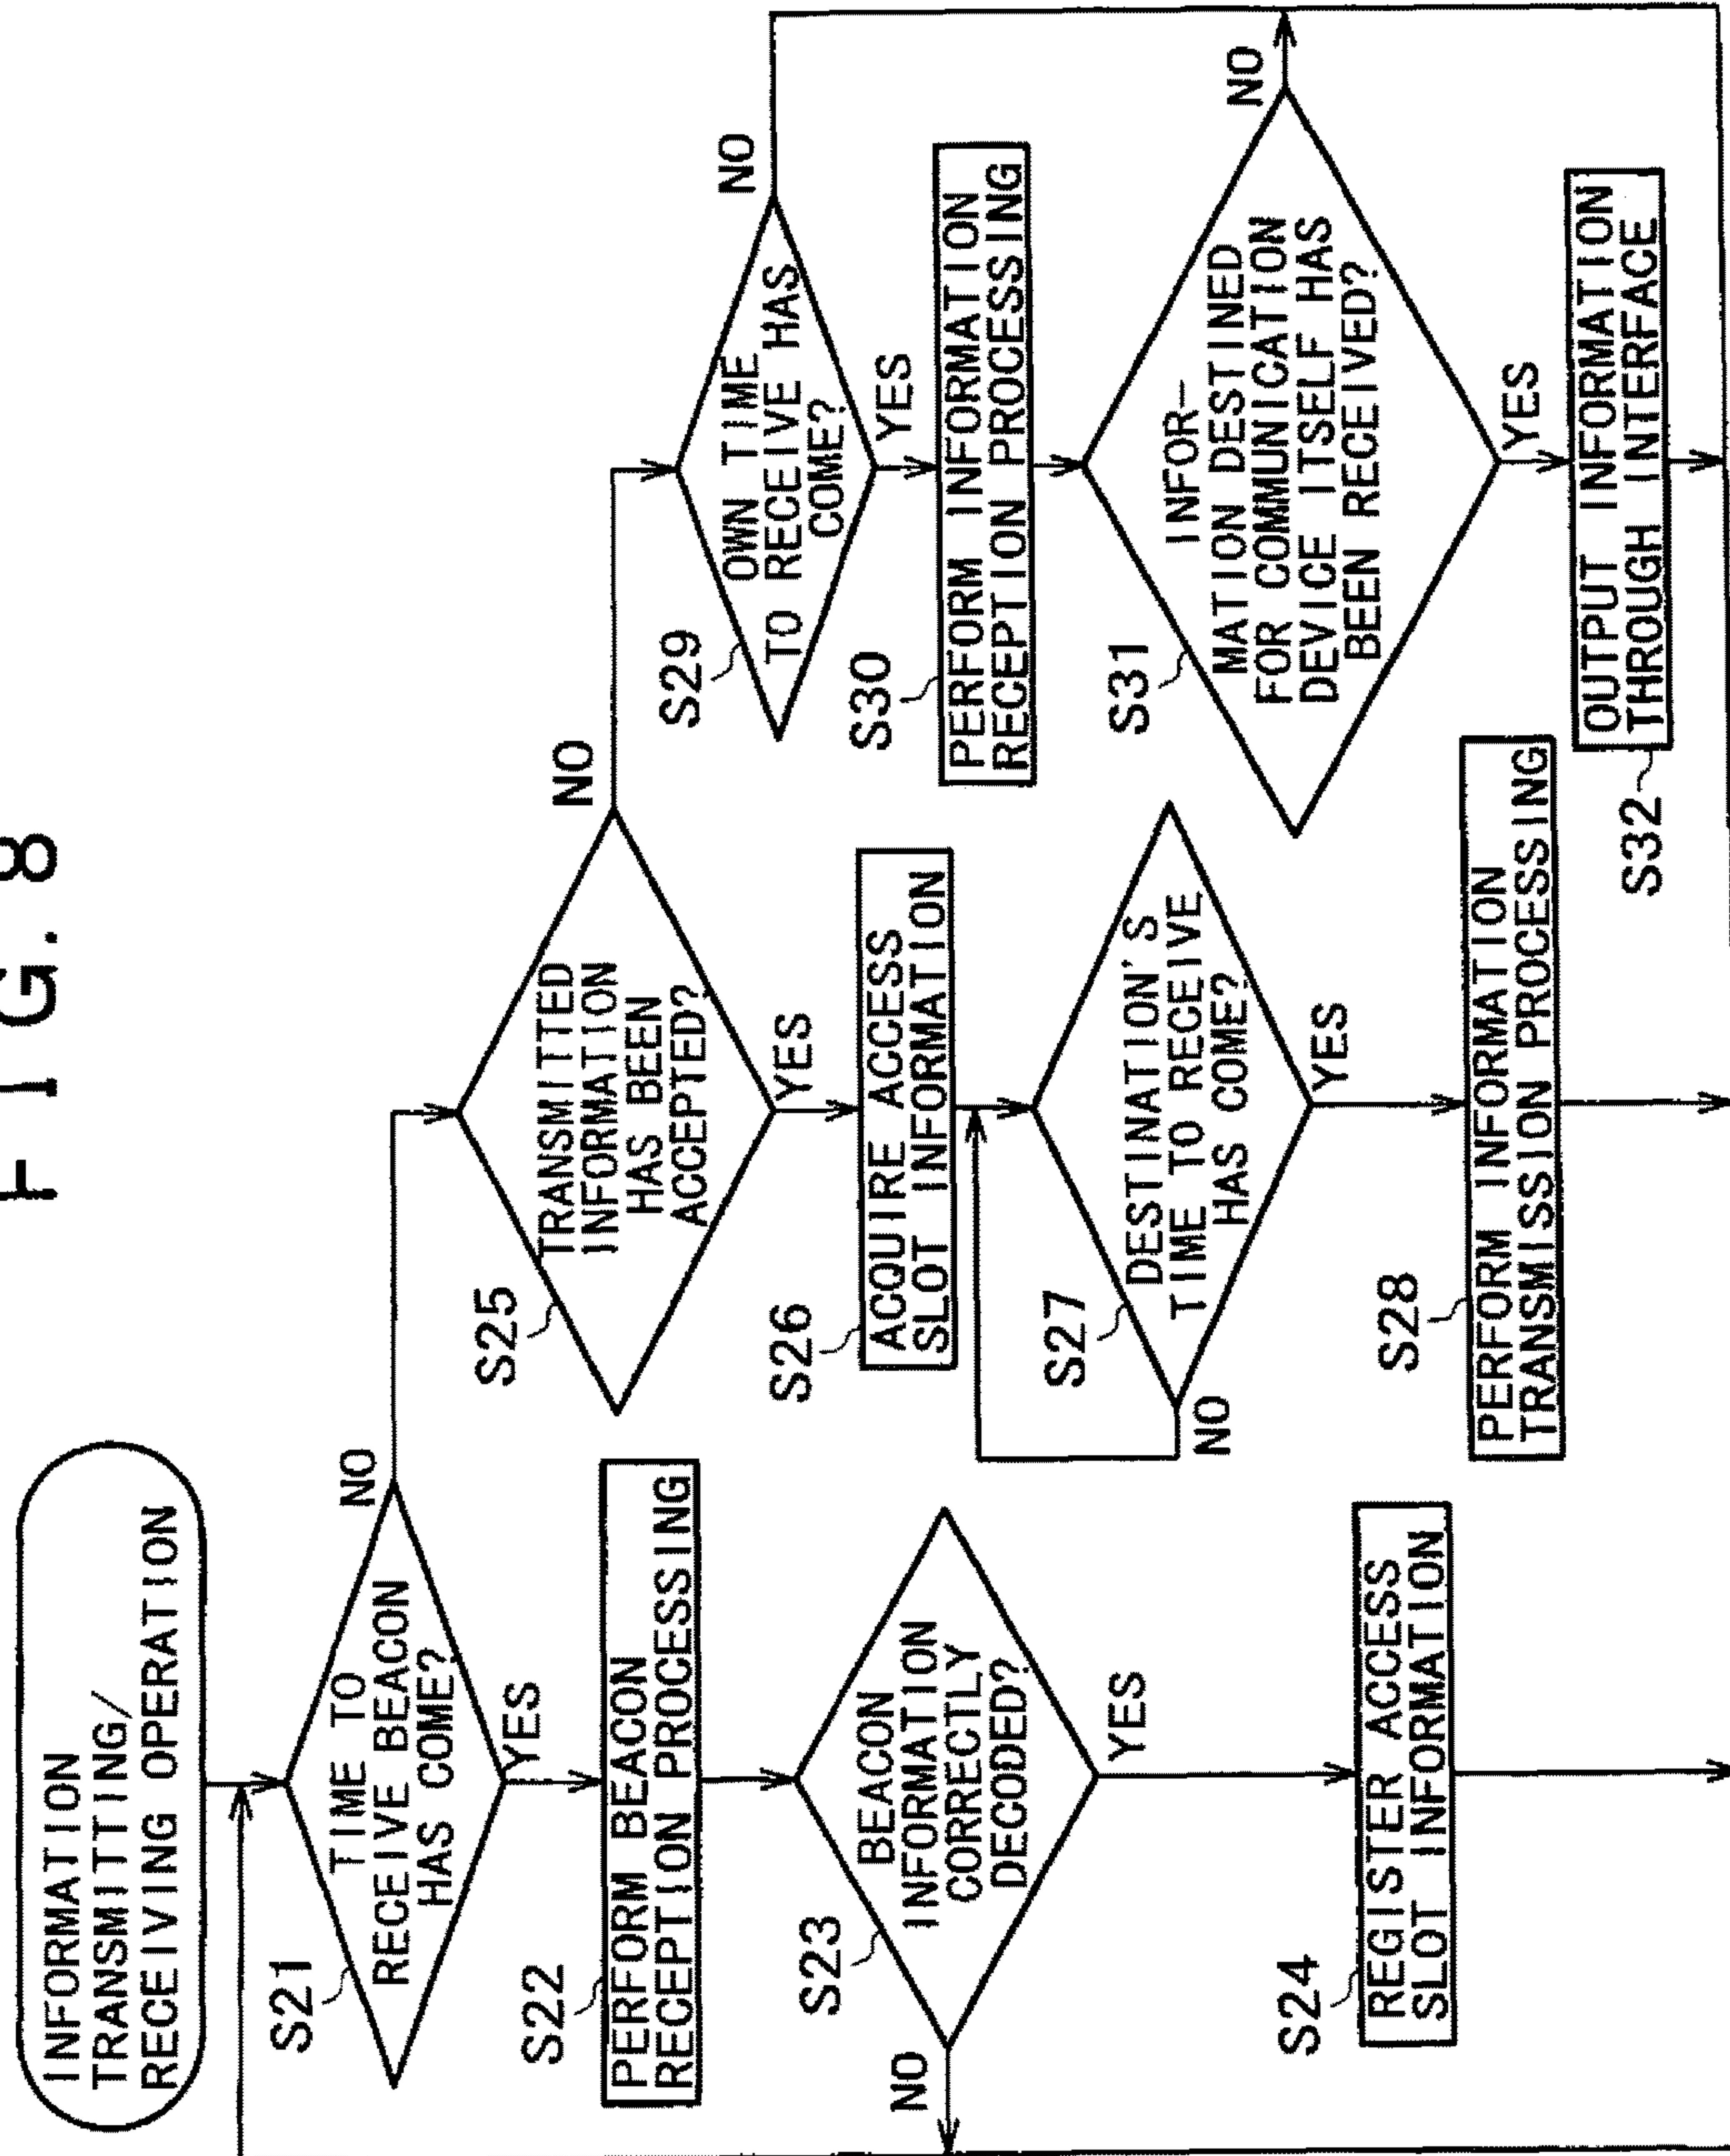 FIG. 8
INFORMATION
TRANSMITTING/
RECEIVING OPERATION
S21
TIME TO
RECEIVE BEACON
HAS COME?
NO
YES
S22
PERFORM BEACON
RECEPTION PROCESSING
S23
BEACON
INFORMATION
CORRECTLY
DECODED?
NO
YES
S24
REGISTER ACCESS
SLOT INFORMATION
S25
TRANSMITTED
INFORMATION
HAS BEEN
ACCEPTED?
NO
YES
S26
ACQUIRE ACCESS
SLOT INFORMATION
S27
DESTINATION'S
TIME TO RECEIVE
HAS COME?
NO
YES
S28
PERFORM INFORMATION
TRANSMISSION PROCESSING
S29
OWN TIME
TO RECEIVE HAS
COME?
NO
YES
S30
PERFORM INFORMATION
RECEPTION PROCESSING
S31
INFOR-
MATION DESTINED
FOR COMMUNICATION
DEVICE ITSELF HAS
BEEN RECEIVED?
NO
YES
S32
OUTPUT INFORMATION
THROUGH INTERFACE